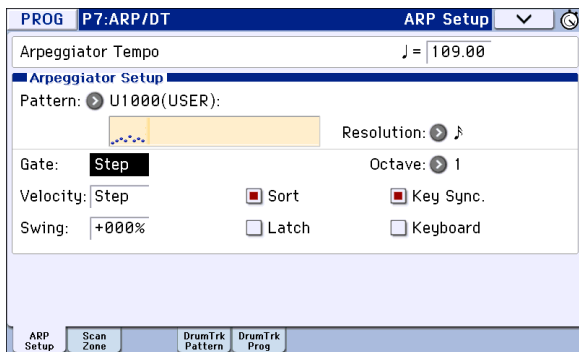 PROG P7:ARP/DT ARP Setup
Arpeggiator Tempo ♩= 109.00
Arpeggiator Setup
Pattern: U1000(USER):
Resolution: 𝅘𝅥𝅯
Gate: Step Octave: 1
Velocity: Step Sort Key Sync.
Swing: +000% Latch Keyboard
ARP Setup Scan Zone DrumTrk Pattern DrumTrk Prog